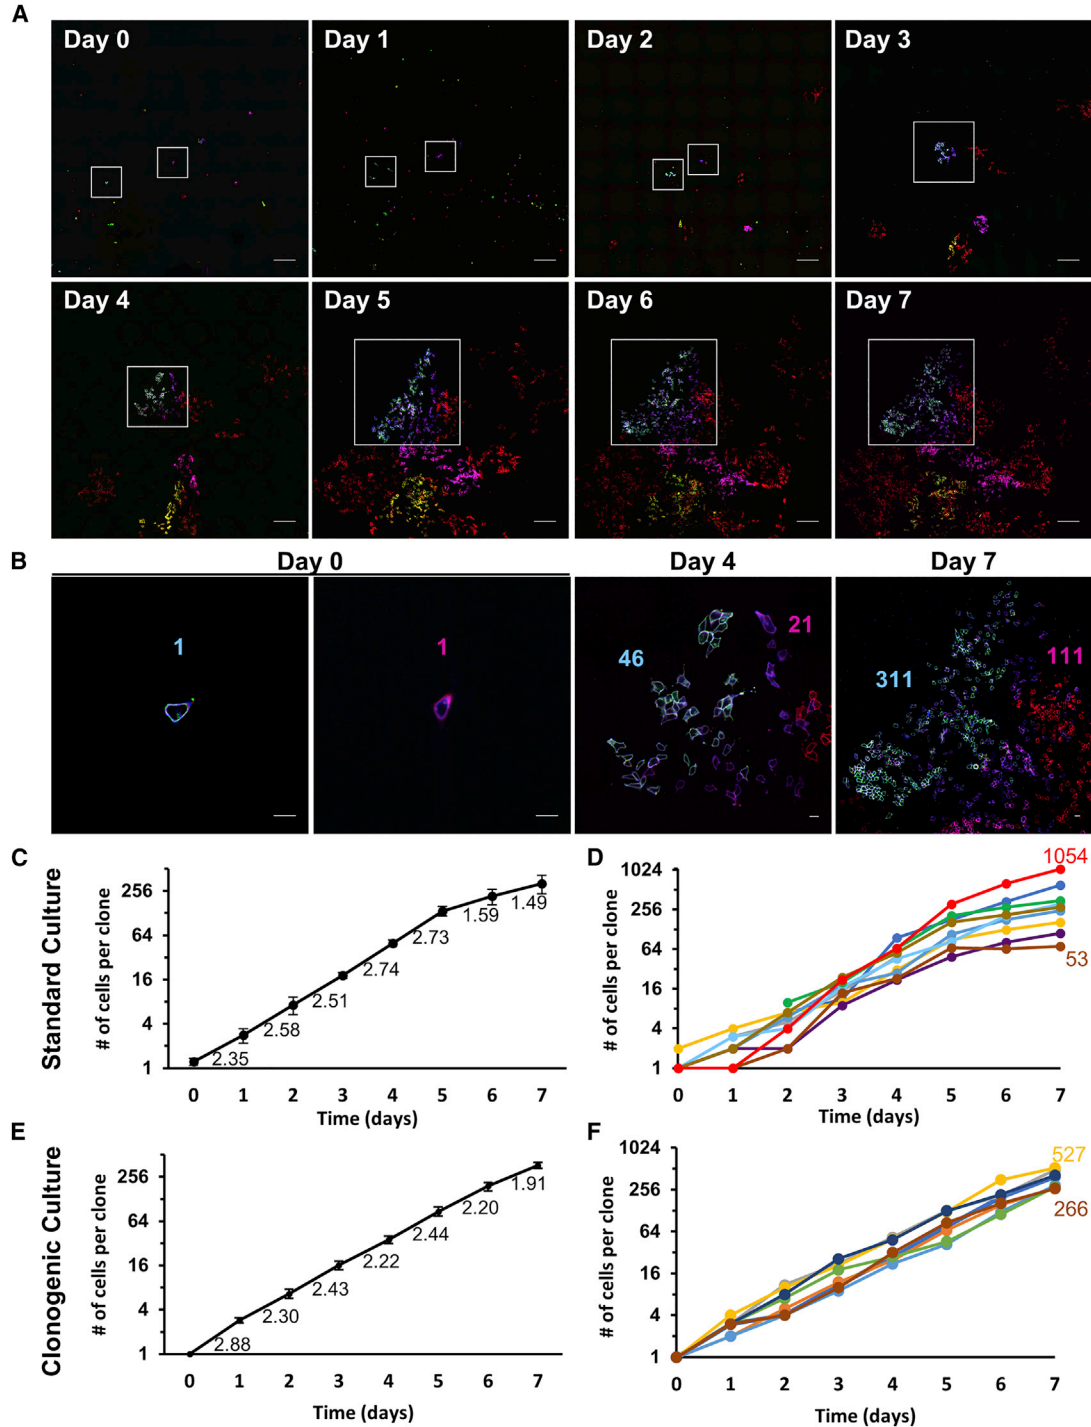 A
Day 0
Day 1
Day 2
Day 3
Day 4
Day 5
Day 6
Day 7
B
Day 0
Day 4
Day 7
1
1
46
21
311
111
Standard Culture
C
# of cells per clone
256
64
16
4
1
2.35
2.58
2.51
2.74
2.73
1.59
1.49
0 1 2 3 4 5 6 7
Time (days)
D
# of cells per clone
1024
256
64
16
4
1
1054
53
0 1 2 3 4 5 6 7
Time (days)
Clonogenic Culture
E
# of cells per clone
256
64
16
4
1
2.88
2.30
2.43
2.22
2.44
2.20
1.91
0 1 2 3 4 5 6 7
Time (days)
F
# of cells per clone
1024
256
64
16
4
1
527
266
0 1 2 3 4 5 6 7
Time (days)